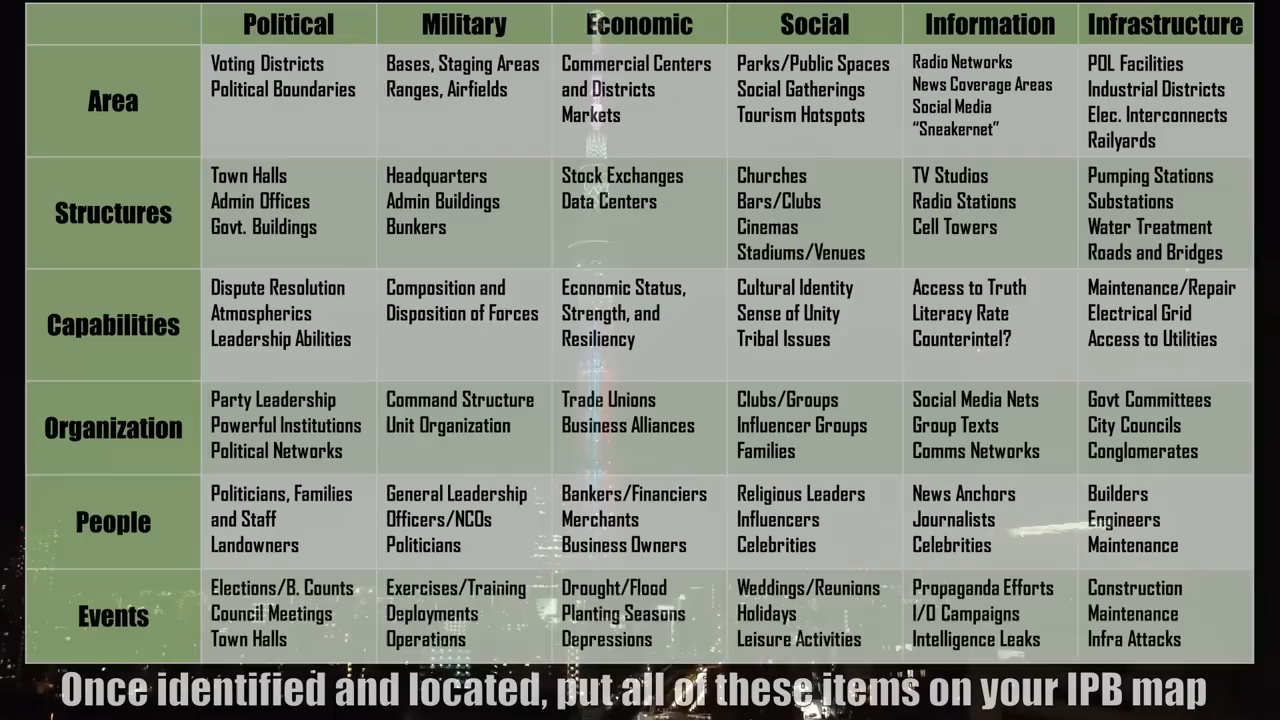 Political Military Economic Social Information Infrastructure
Area
Voting Districts
Political Boundaries
Bases, Staging Areas
Ranges, Airfields
Commercial Centers
and Districts
Markets
Parks/Public Spaces
Social Gatherings
Tourism Hotspots
Radio Networks
News Coverage Areas
Social Media
“Sneakernet”
POL Facilities
Industrial Districts
Elec. Interconnects
Railyards
Structures
Town Halls
Admin Offices
Govt. Buildings
Headquarters
Admin Buildings
Bunkers
Stock Exchanges
Data Centers
Churches
Bars/Clubs
Cinemas
Stadiums/Venues
TV Studios
Radio Stations
Cell Towers
Pumping Stations
Substations
Water Treatment
Roads and Bridges
Capabilities
Dispute Resolution
Atmospherics
Leadership Abilities
Composition and
Disposition of Forces
Economic Status,
Strength, and
Resiliency
Cultural Identity
Sense of Unity
Tribal Issues
Access to Truth
Literacy Rate
Counterintel?
Maintenance/Repair
Electrical Grid
Access to Utilities
Organization
Party Leadership
Powerful Institutions
Political Networks
Command Structure
Unit Organization
Trade Unions
Business Alliances
Clubs/Groups
Influencer Groups
Families
Social Media Nets
Group Texts
Comms Networks
Govt Committees
City Councils
Conglomerates
People
Politicians, Families
and Staff
Landowners
General Leadership
Officers/NCOs
Politicians
Bankers/Financiers
Merchants
Business Owners
Religious Leaders
Influencers
Celebrities
News Anchors
Journalists
Celebrities
Builders
Engineers
Maintenance
Events
Elections/B. Counts
Council Meetings
Town Halls
Exercises/Training
Deployments
Operations
Drought/Flood
Planting Seasons
Depressions
Weddings/Reunions
Holidays
Leisure Activities
Propaganda Efforts
I/O Campaigns
Intelligence Leaks
Construction
Maintenance
Infra Attacks
Once identified and located, put all of these items on your IPB map